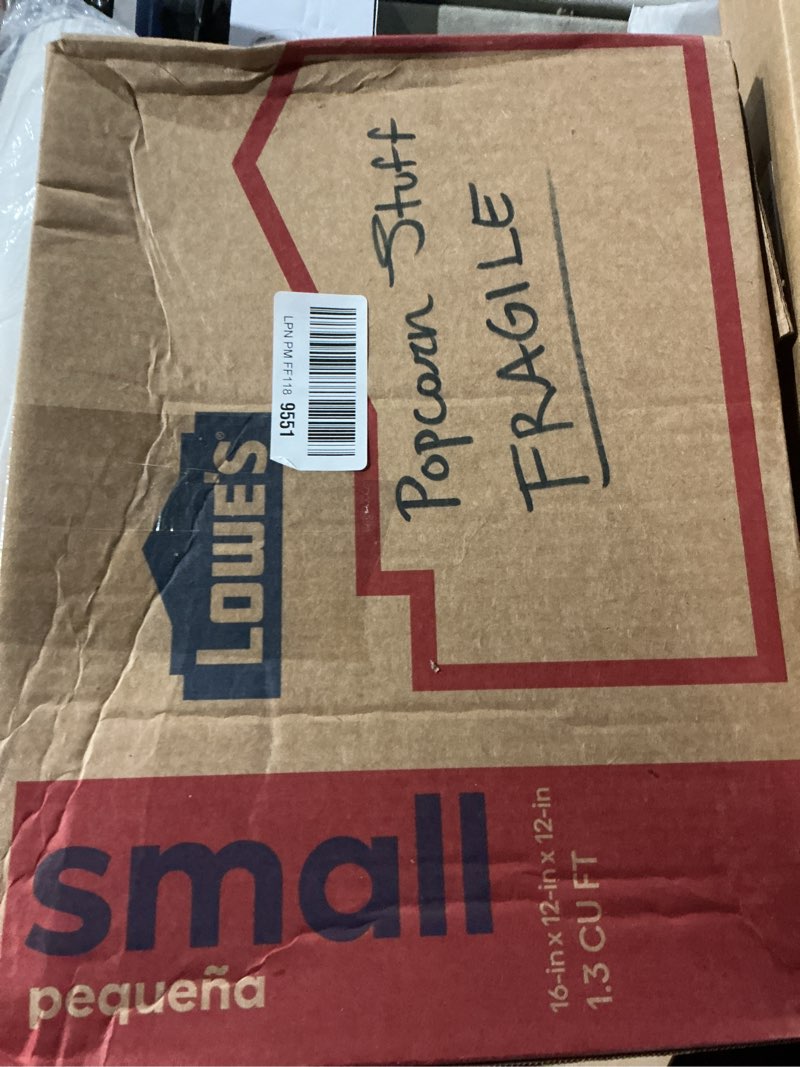 Popcorn Stuff
FRAGILE
LPN PM FF118 9551
LOWE'S®
small
pequeña
16-in x 12-in x 12-in
1.3 CU FT